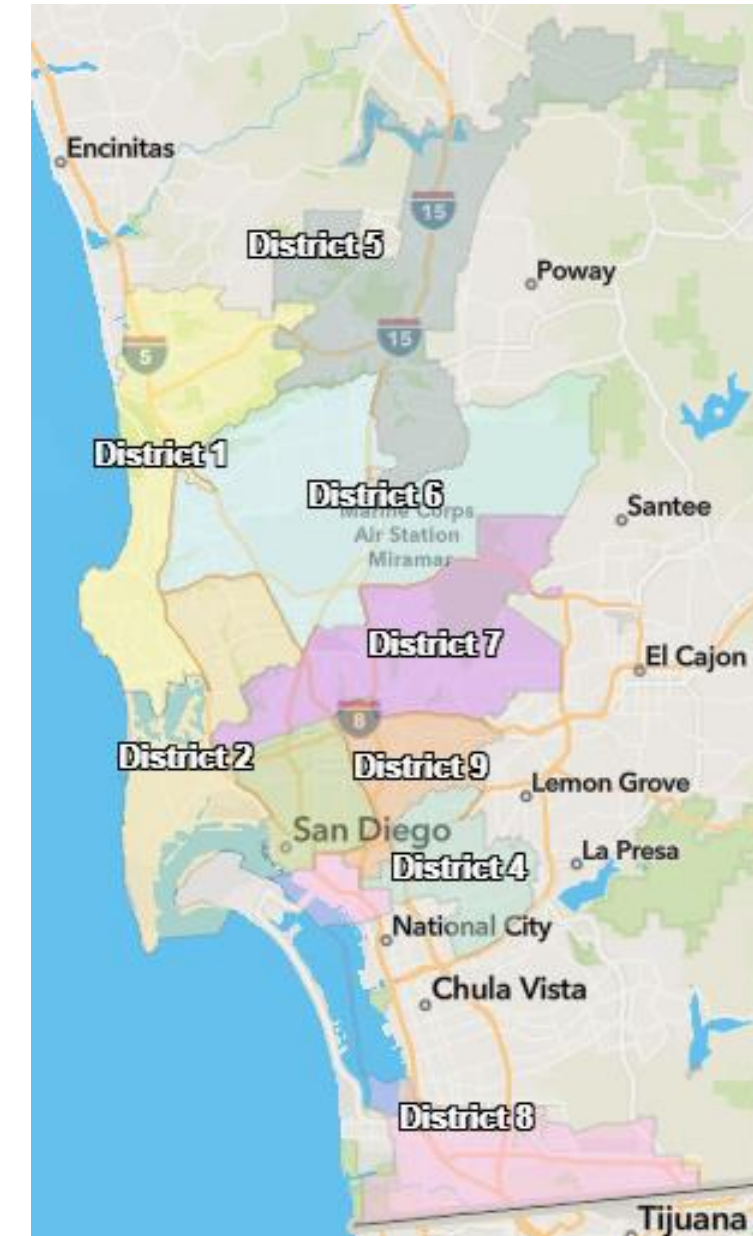 Encinitas
15
District 5
Poway
15
5
District 1
District 6
Marine Corps
Air Station
Miramar
Santee
District 7
El Cajon
8
District 2
District 9
Lemon Grove
San Diego
La Presa
District 4
National City
Chula Vista
District 8
Tijuana